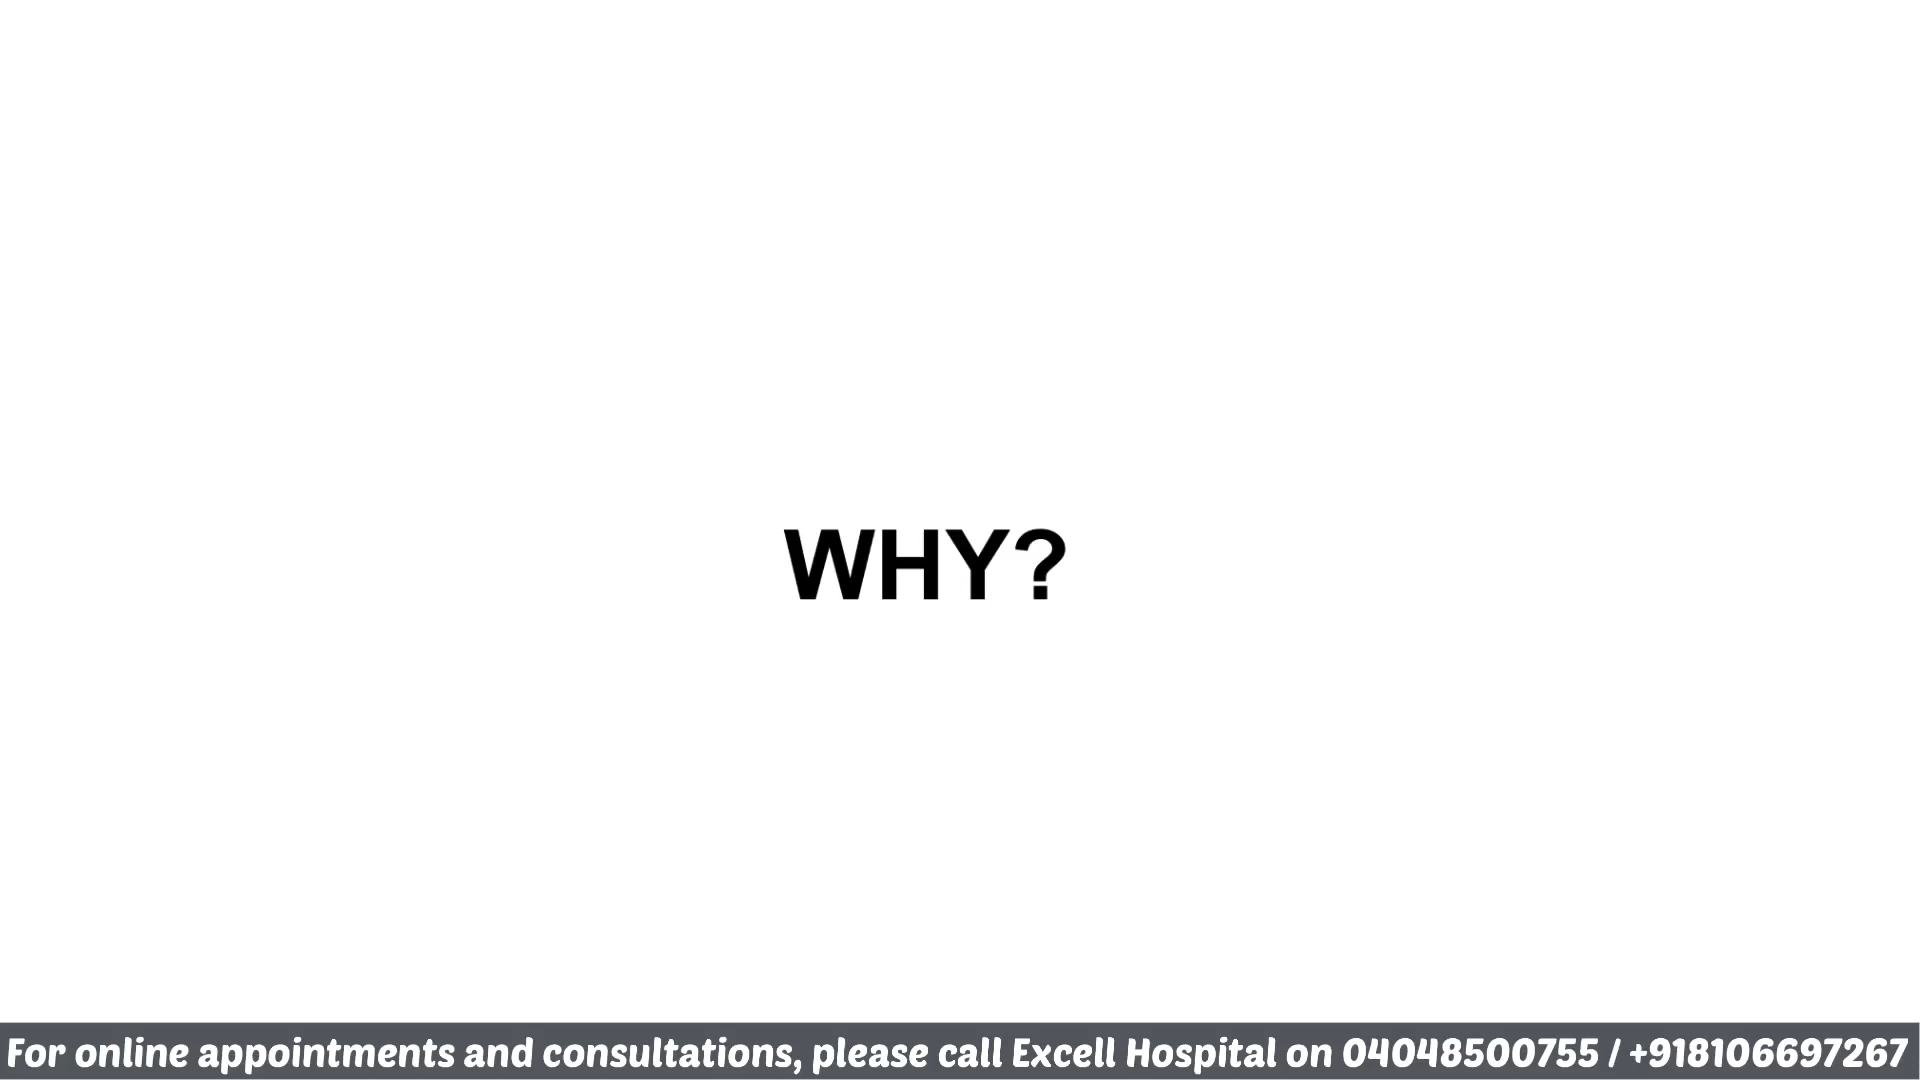 WHY?
For online appointments and consultations, please call Excell Hospital on 04048500755 / +918106697267